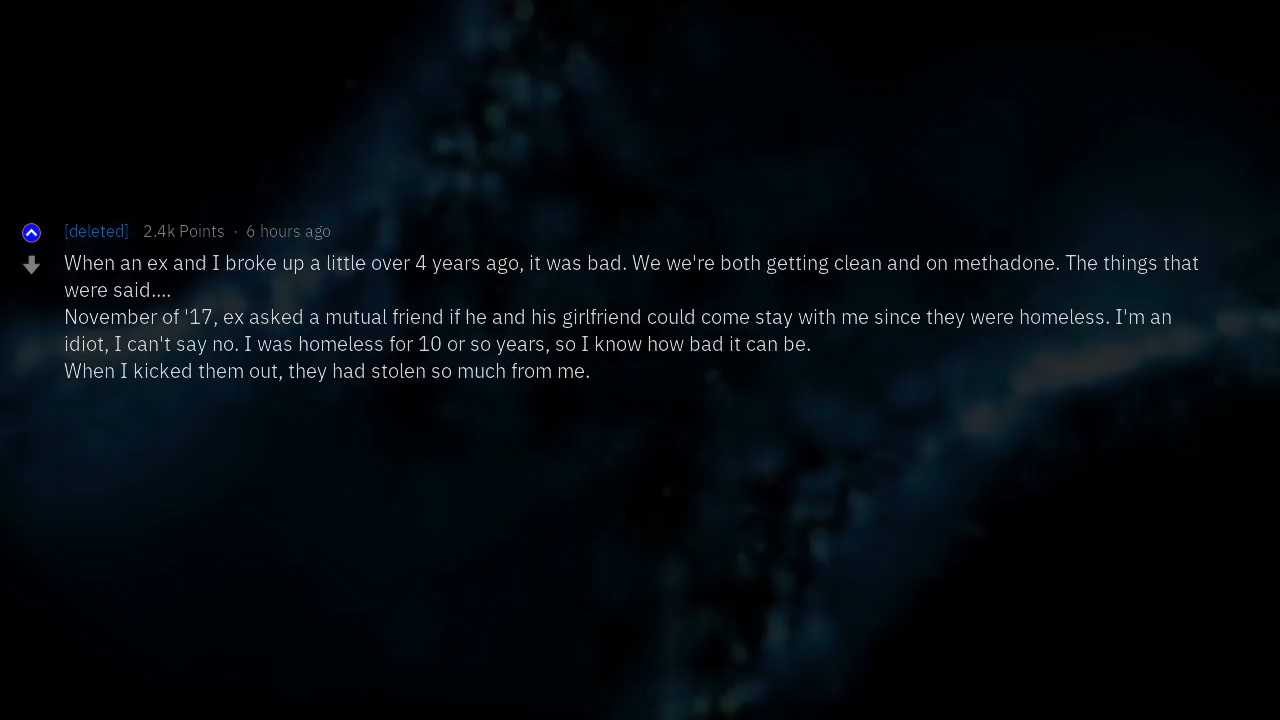 [deleted] 2.4k Points · 6 hours ago
When an ex and I broke up a little over 4 years ago, it was bad. We we're both getting clean and on methadone. The things that
were said....
November of '17, ex asked a mutual friend if he and his girlfriend could come stay with me since they were homeless. I'm an
idiot, I can't say no. I was homeless for 10 or so years, so I know how bad it can be.
When I kicked them out, they had stolen so much from me.